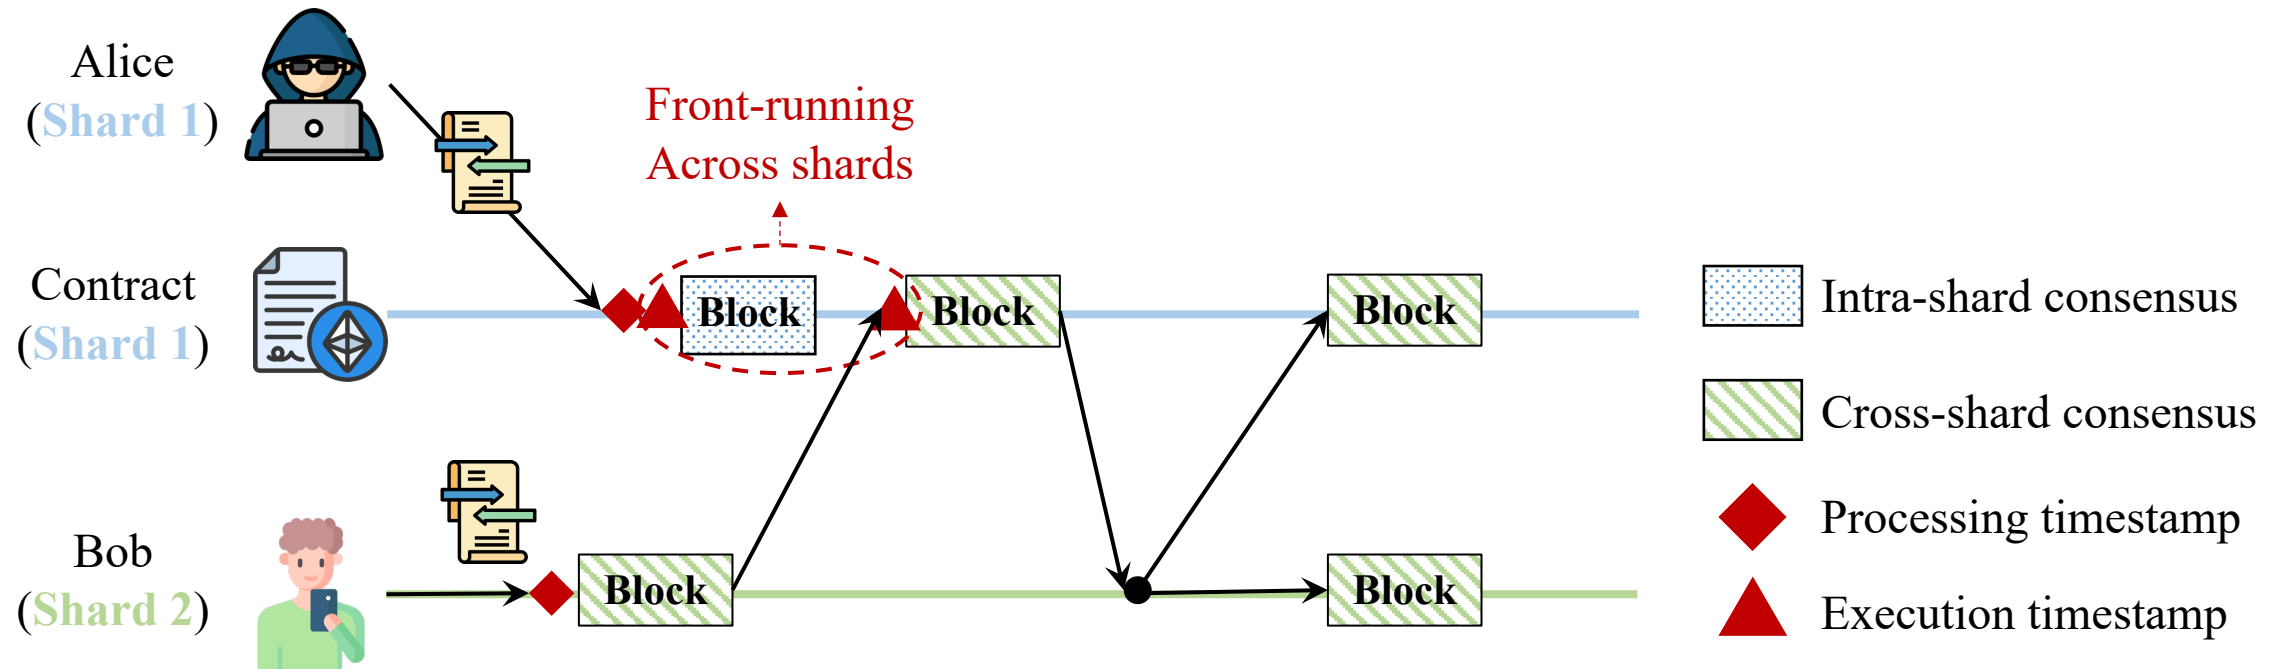 Alice
(Shard 1)
Front-running
Across shards
Contract
(Shard 1)
Block
Block
Block
Bob
(Shard 2)
Block
Block
Intra-shard consensus
Cross-shard consensus
Processing timestamp
Execution timestamp